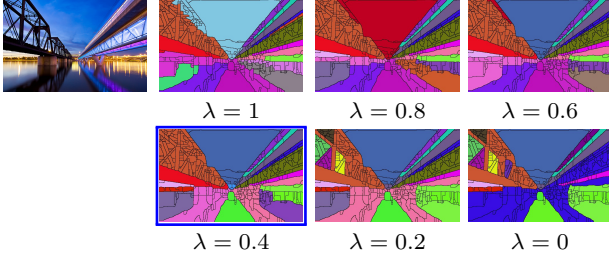 λ = 1
λ = 0.8
λ = 0.6
λ = 0.4
λ = 0.2
λ = 0